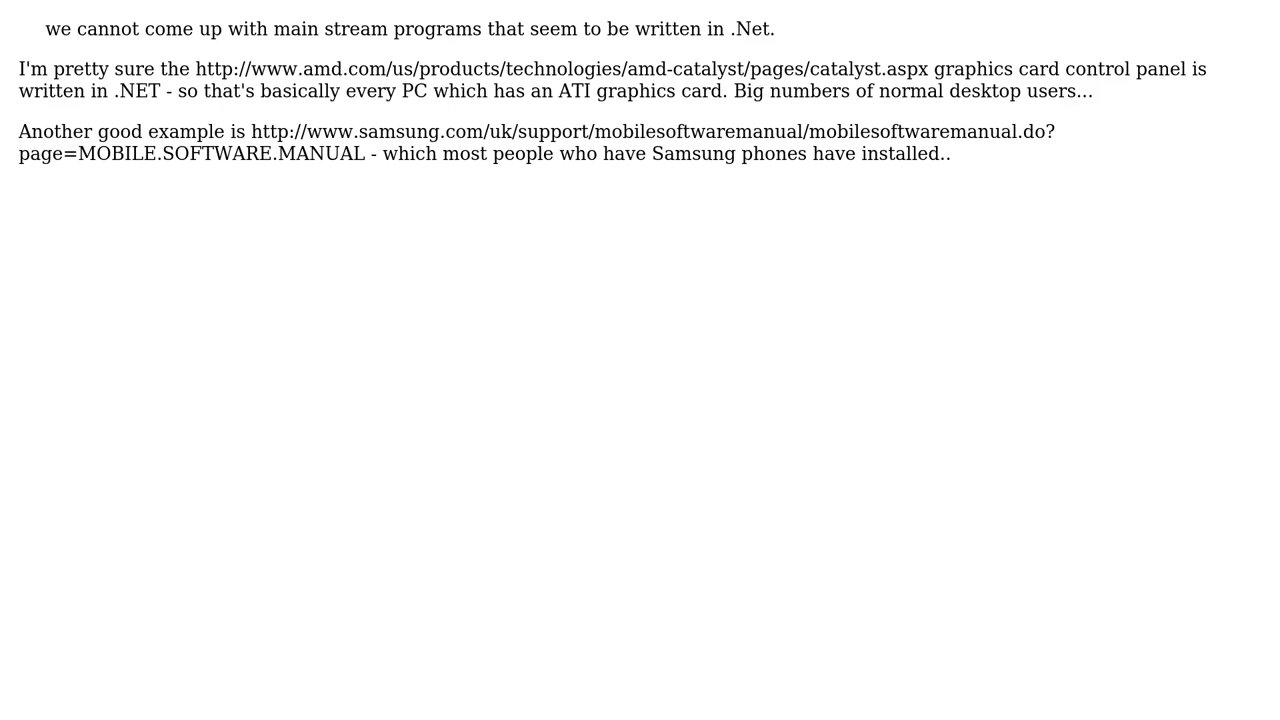 we cannot come up with main stream programs that seem to be written in .Net.
I'm pretty sure the http://www.amd.com/us/products/technologies/amd-catalyst/pages/catalyst.aspx graphics card control panel is
written in .NET - so that's basically every PC which has an ATI graphics card. Big numbers of normal desktop users...
Another good example is http://www.samsung.com/uk/support/mobilesoftwaremanual/mobilesoftwaremanual.do?
page=MOBILE.SOFTWARE.MANUAL - which most people who have Samsung phones have installed..